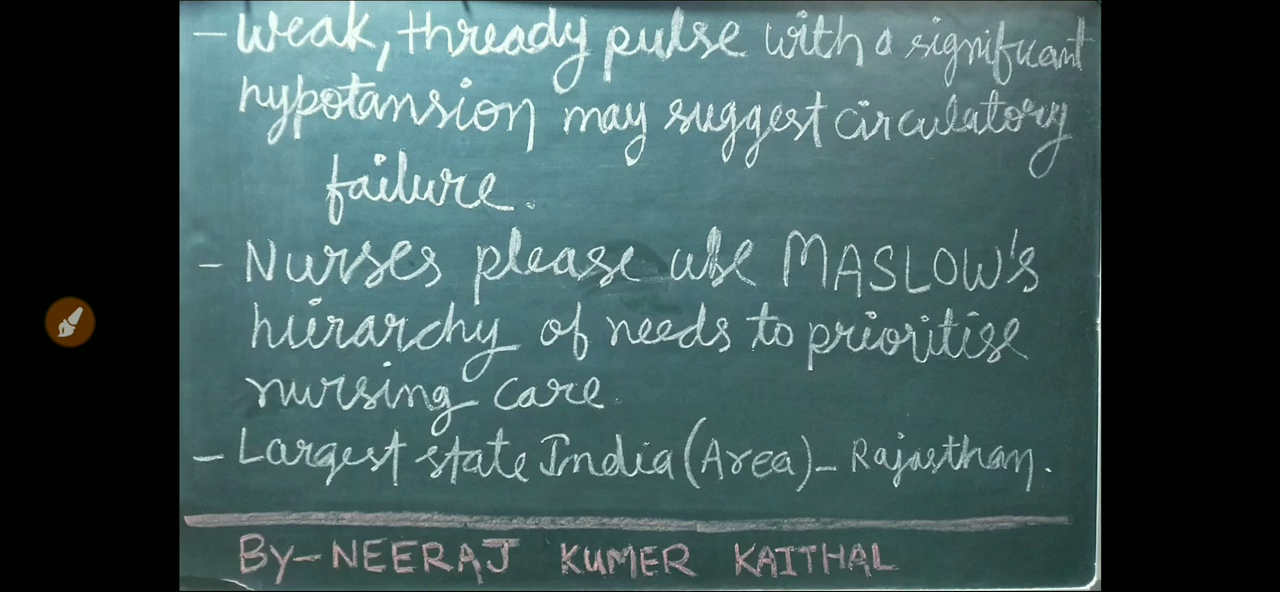 - Weak, thready pulse with a significant
hypotansion may suggest circulatory
failure.
- Nurses please use MASLOW's
hierarchy of needs to prioritise
nursing care.
- Largest state India (Area) - Rajasthan.
By-NEERAJ KUMER KAITHAL